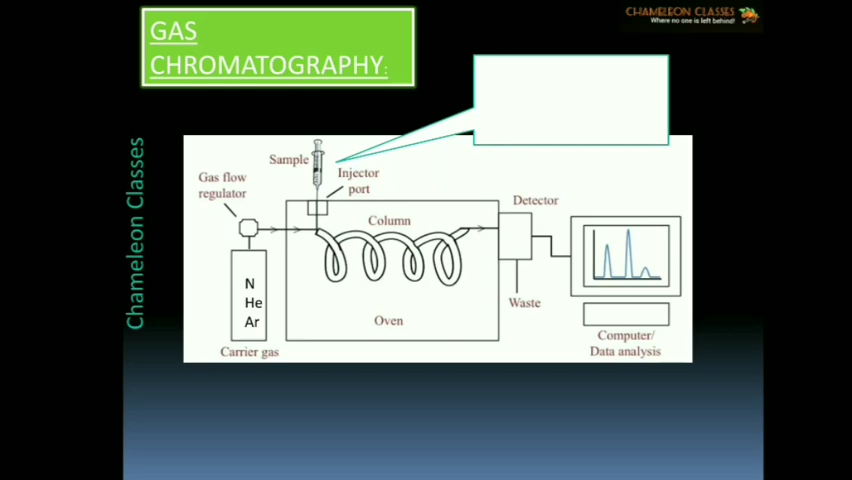 GAS
CHROMATOGRAPHY:
CHAMELEON CLASSES
Where no one is left behind!
Chameleon Classes
Sample
Injector
port
Gas flow
regulator
Column
Detector
N
He
Ar
Oven
Waste
Carrier gas
Computer/
Data analysis